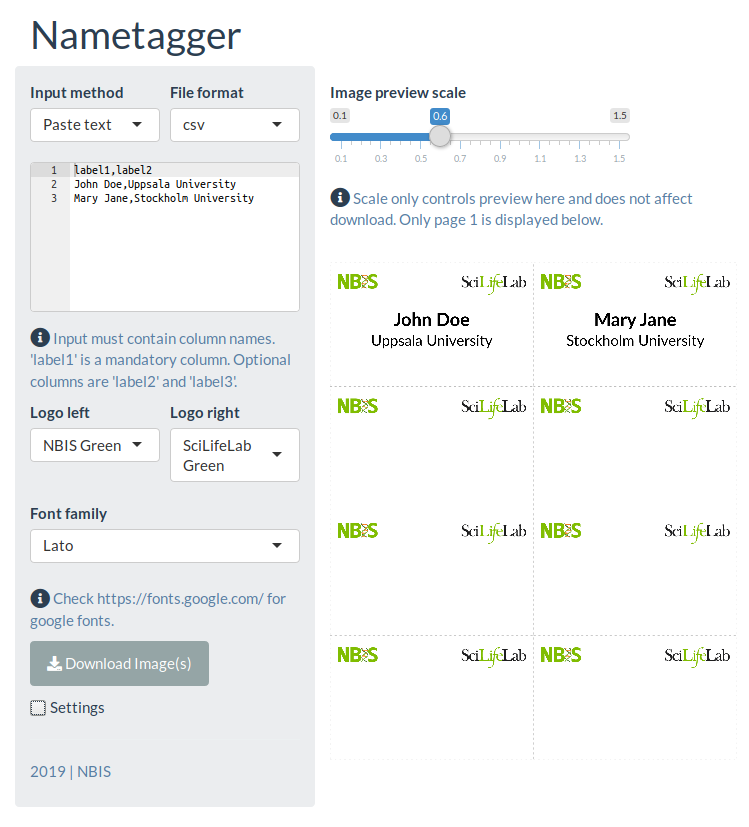 Nametagger
Input method
File format
Paste text
csv
1 label1,label2
2 John Doe,Uppsala University
3 Mary Jane,Stockholm University
Input must contain column names.
'label1' is a mandatory column. Optional
columns are 'label2' and 'label3'.
Logo left
Logo right
NBIS Green
SciLifeLab
Green
Font family
Lato
Check https://fonts.google.com/ for
google fonts.
Download Image(s)
Settings
2019 | NBIS
Image preview scale
0.1 0.6 1.5
0.1 0.3 0.5 0.7 0.9 1.1 1.3 1.5
Scale only controls preview here and does not affect
download. Only page 1 is displayed below.
NBIS SciLifeLab NBIS SciLifeLab
John Doe Mary Jane
Uppsala University Stockholm University
NBIS SciLifeLab NBIS SciLifeLab
NBIS SciLifeLab NBIS SciLifeLab
NBIS SciLifeLab NBIS SciLifeLab